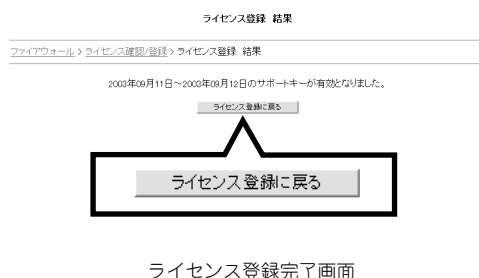 ライセンス登録 結果
ファイアウォール > ライセンス確認/登録 > ライセンス登録 結果
2003年09月11日～2003年09月12日のサポートキーが有効となりました。
ライセンス登録に戻る
ライセンス登録に戻る
ライセンス登録完了画面